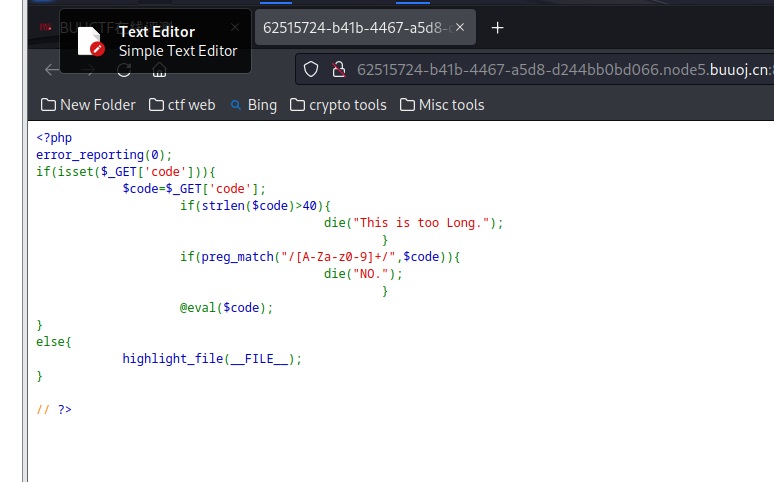 Text Editor
Simple Text Editor
62515724-b41b-4467-a5d8-
62515724-b41b-4467-a5d8-d244bb0bd066.node5.buuoj.cn:
New Folder ctf web Bing crypto tools Misc tools
<?php
error_reporting(0);
if(isset($_GET['code'])){
$code=$_GET['code'];
if(strlen($code)>40){
die("This is too Long.");
}
if(preg_match("/[A-Za-z0-9]+/",$code)){
die("NO.");
}
@eval($code);
}
else{
highlight_file(__FILE__);
}
// ?>